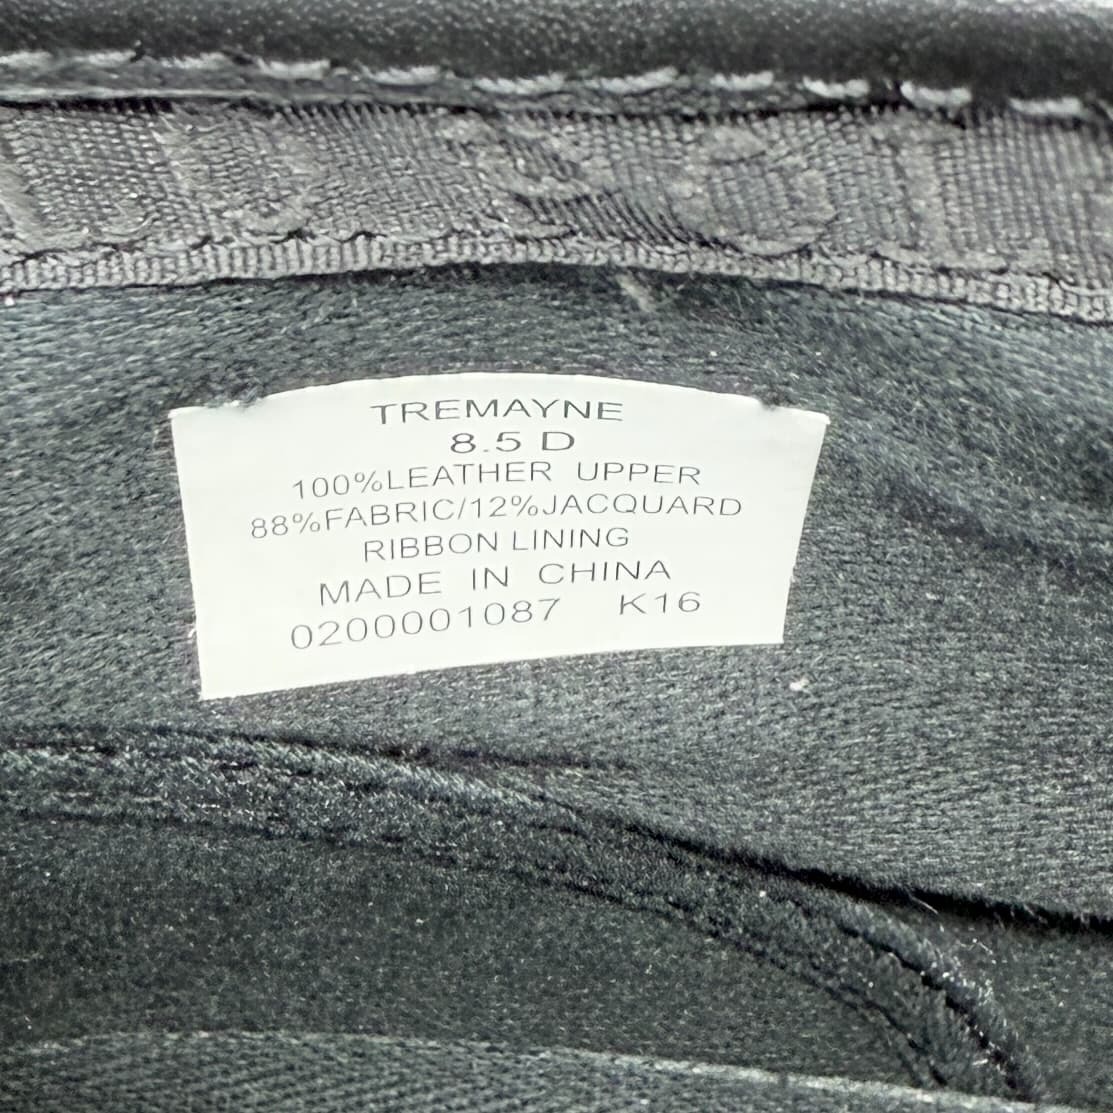 TREMAYNE
8.5 D
100%LEATHER UPPER
88%FABRIC/12%JACQUARD
RIBBON LINING
MADE IN CHINA
0200001087 K16